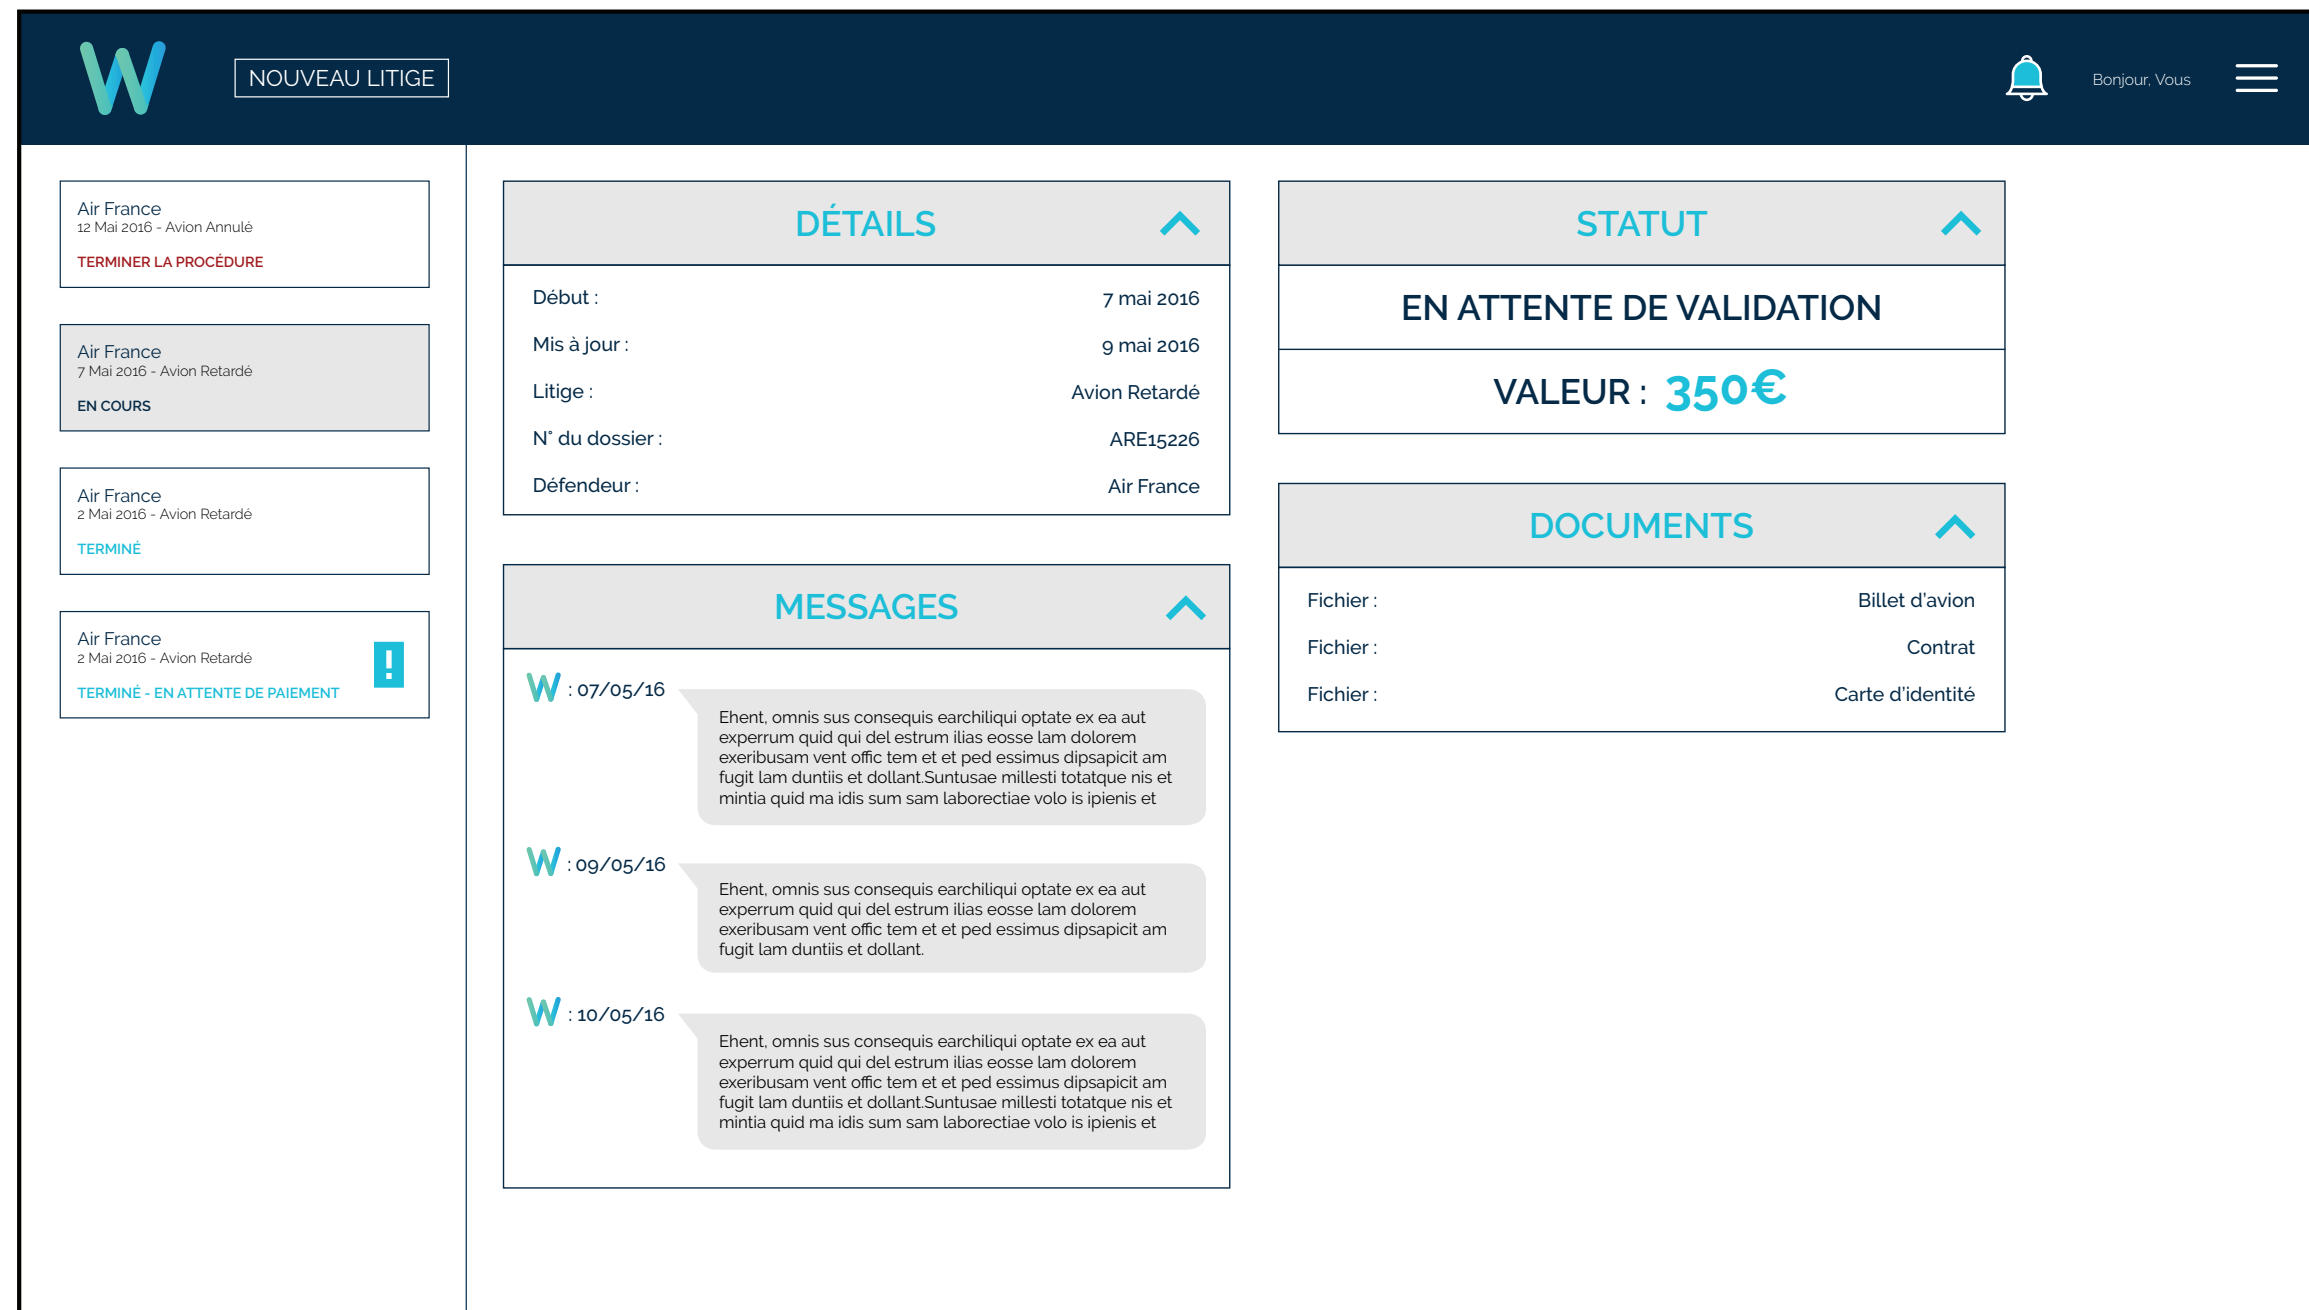 W
NOUVEAU LITIGE
Bonjour, Vous
Air France
12 Mai 2016 - Avion Annulé
TERMINER LA PROCÉDURE
Air France
7 Mai 2016 - Avion Retardé
EN COURS
Air France
2 Mai 2016 - Avion Retardé
TERMINÉ
Air France
2 Mai 2016 - Avion Retardé
!
TERMINÉ - EN ATTENTE DE PAIEMENT
DÉTAILS
Début : 7 mai 2016
Mis à jour : 9 mai 2016
Litige : Avion Retardé
N° du dossier : ARE15226
Défendeur : Air France
MESSAGES
W : 07/05/16
Ehent, omnis sus consequis earchiliqui optate ex ea aut
experrum quid qui del estrum ilias eosse lam dolorem
exeribusam vent offic tem et et ped essimus dipsapicit am
fugit lam duntiis et dollant.Suntusae millesti totatque nis et
mintia quid ma idis sum sam laborectiae volo is ipienis et
W : 09/05/16
Ehent, omnis sus consequis earchiliqui optate ex ea aut
experrum quid qui del estrum ilias eosse lam dolorem
exeribusam vent offic tem et et ped essimus dipsapicit am
fugit lam duntiis et dollant.
W : 10/05/16
Ehent, omnis sus consequis earchiliqui optate ex ea aut
experrum quid qui del estrum ilias eosse lam dolorem
exeribusam vent offic tem et et ped essimus dipsapicit am
fugit lam duntiis et dollant.Suntusae millesti totatque nis et
mintia quid ma idis sum sam laborectiae volo is ipienis et
STATUT
EN ATTENTE DE VALIDATION
VALEUR : 350€
DOCUMENTS
Fichier : Billet d'avion
Fichier : Contrat
Fichier : Carte d'identité